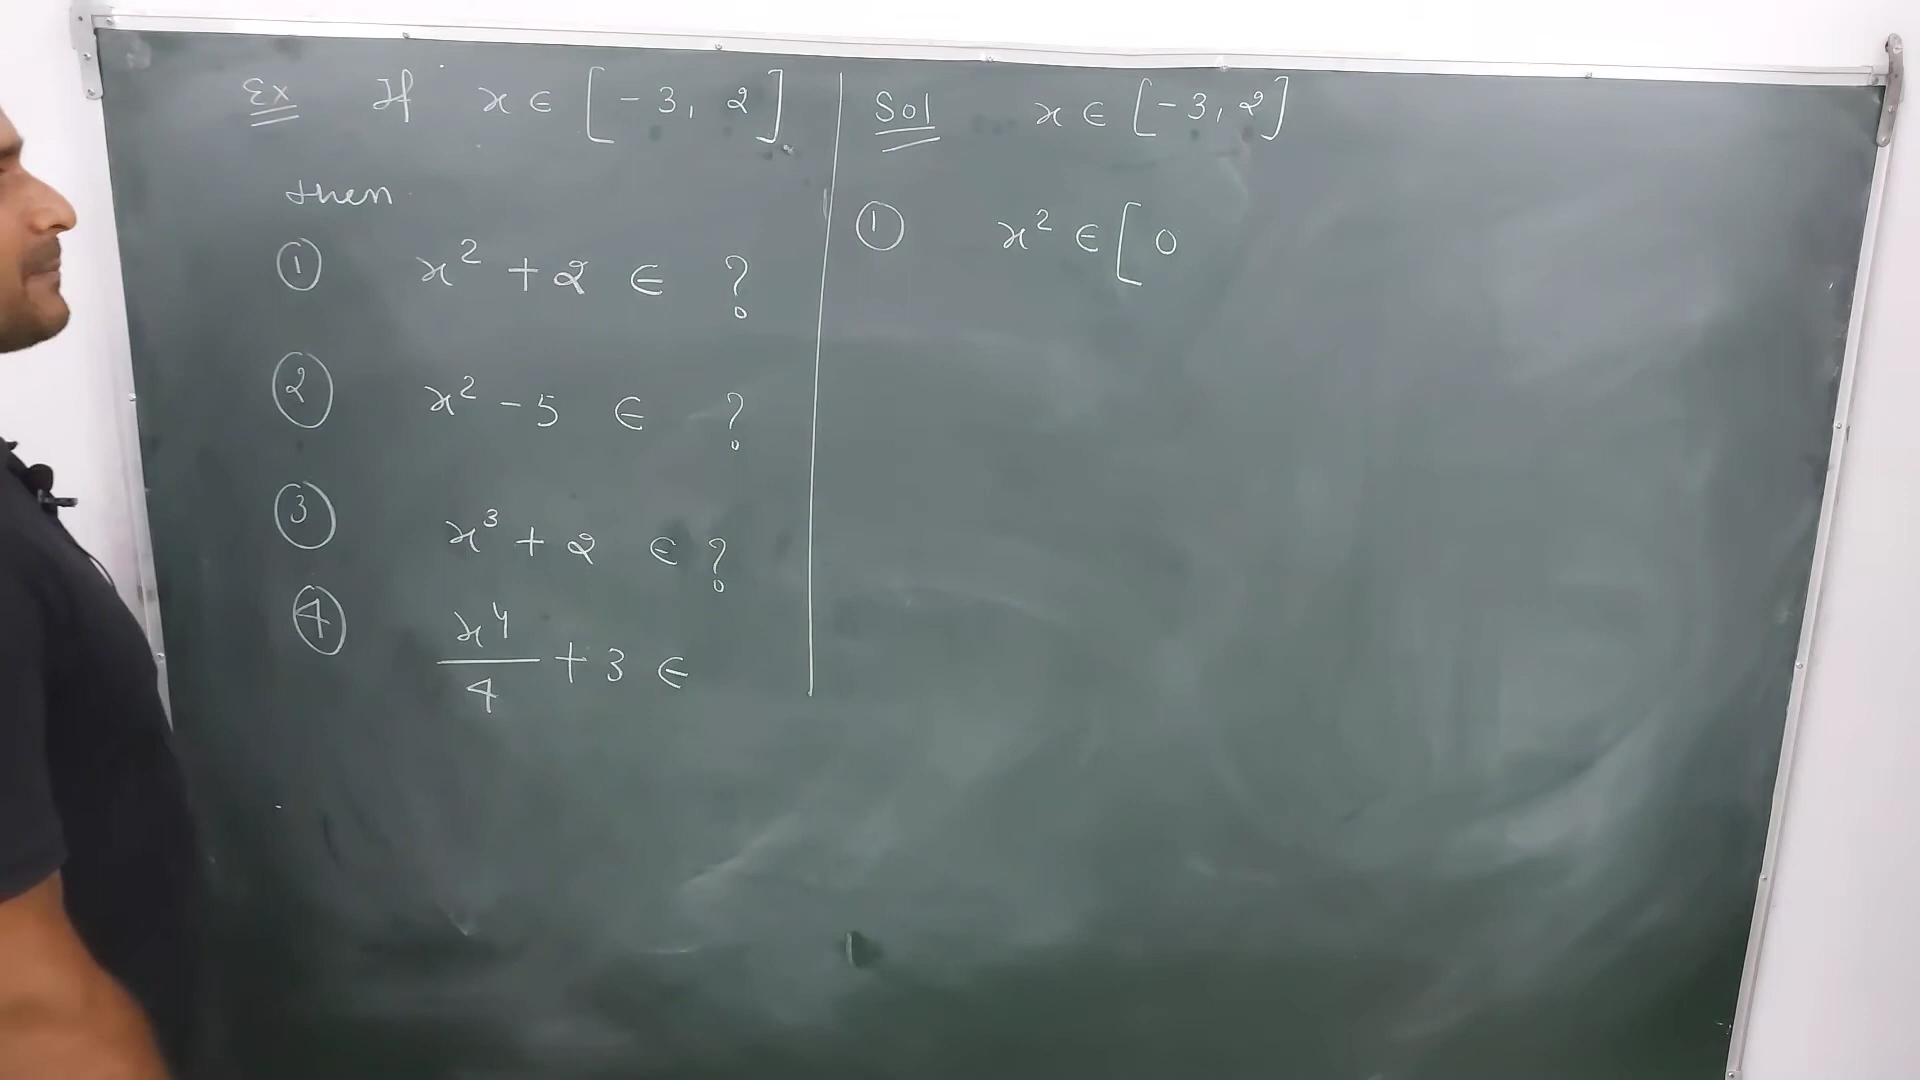 Ex If x ∈ [-3, 2]
then
① x² + 2 ∈ ?
② x² - 5 ∈ ?
③ x³ + 2 ∈ ?
④ x⁴/4 + 3 ∈
Sol x ∈ [-3, 2]
① x² ∈ [0